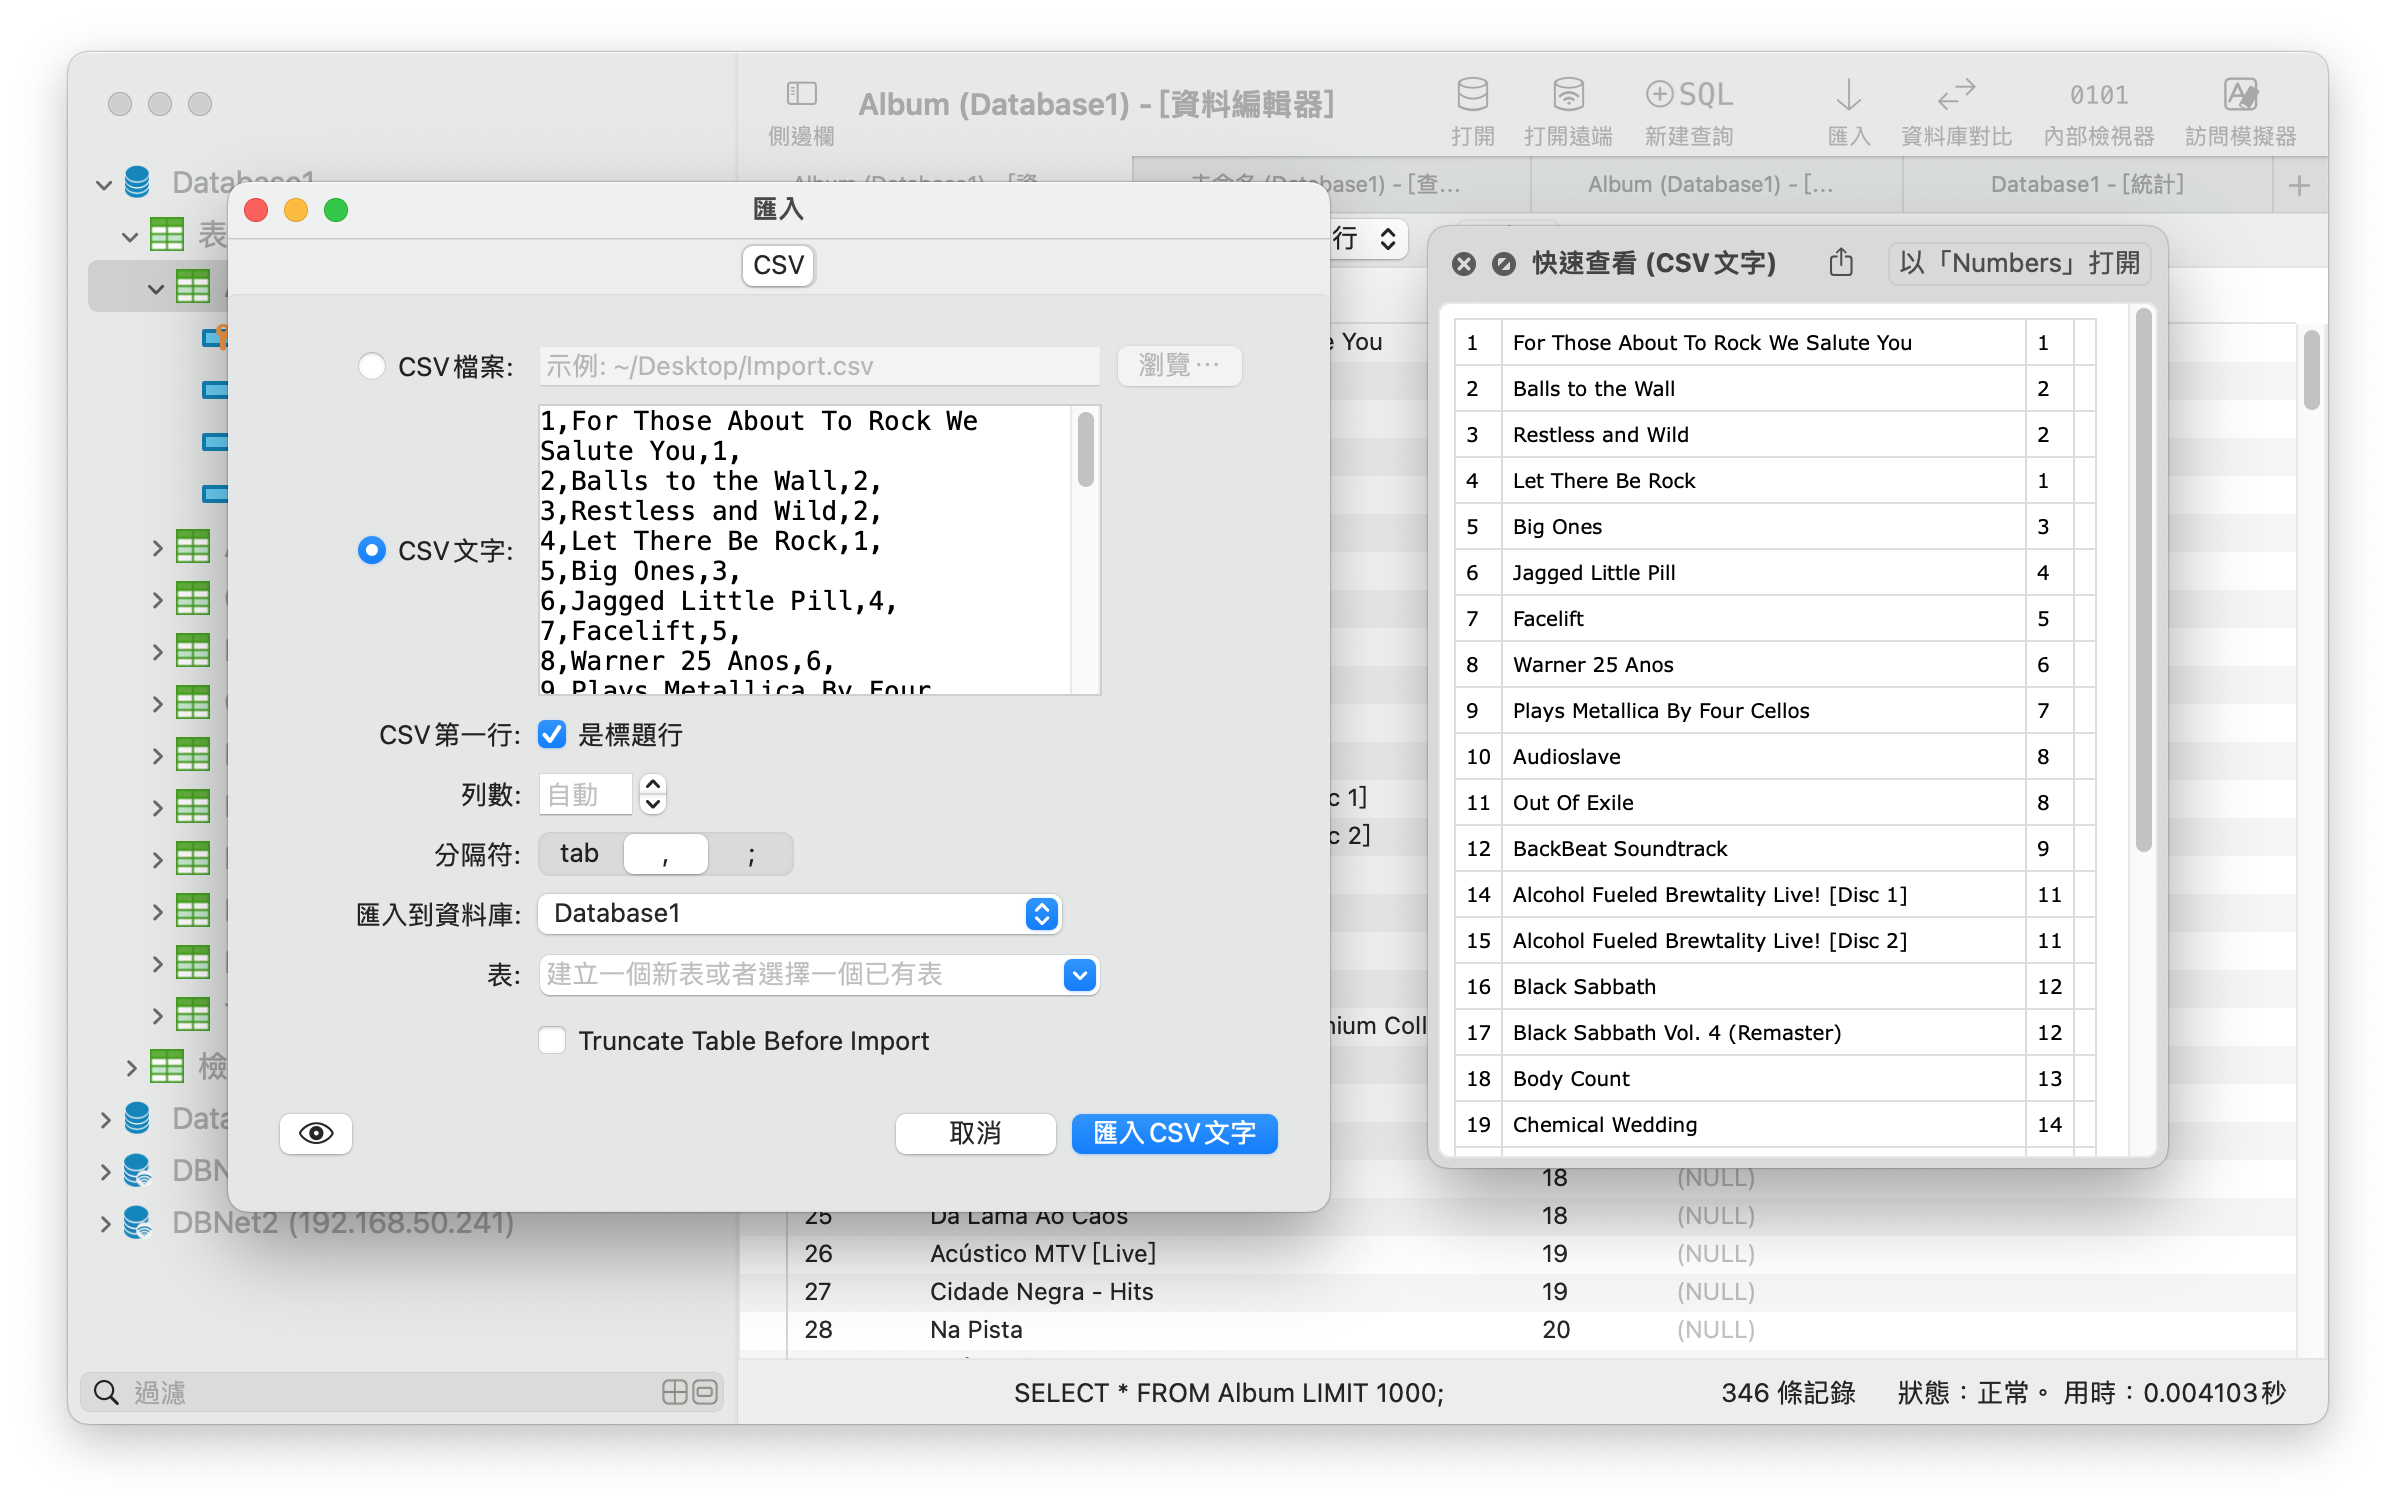 側邊欄
Album (Database1) - [資料編輯器]
打開
打開遠端
SQL
新建查詢
匯入
資料庫對比
0101
內部檢視器
訪問模擬器
Album (Database1) - [
Database1) - [查...
Album (Database1) - [...
Database1 - [統計]
Database1
表
檢
DBNet2 (192.168.50.241)
過濾
匯入
CSV
CSV檔案:
示例: ~/Desktop/Import.csv
瀏覽...
CSV文字:
1,For Those About To Rock We
Salute You,1,
2,Balls to the Wall,2,
3,Restless and Wild,2,
4,Let There Be Rock,1,
5,Big Ones,3,
6,Jagged Little Pill,4,
7,Facelift,5,
8,Warner 25 Anos,6,
9,Plays Metallica By Four
CSV第一行:
是標題行
列數:
自動
分隔符:
tab
,
;
匯入到資料庫:
Database1
表:
建立一個新表或者選擇一個已有表
Truncate Table Before Import
取消
匯入CSV文字
行
You
c 1]
c 2]
ium Coll
快速查看 (CSV文字)
以「Numbers」打開
1 For Those About To Rock We Salute You 1
2 Balls to the Wall 2
3 Restless and Wild 2
4 Let There Be Rock 1
5 Big Ones 3
6 Jagged Little Pill 4
7 Facelift 5
8 Warner 25 Anos 6
9 Plays Metallica By Four Cellos 7
10 Audioslave 8
11 Out Of Exile 8
12 BackBeat Soundtrack 9
14 Alcohol Fueled Brewtality Live! [Disc 1] 11
15 Alcohol Fueled Brewtality Live! [Disc 2] 11
16 Black Sabbath 12
17 Black Sabbath Vol. 4 (Remaster) 12
18 Body Count 13
19 Chemical Wedding 14
18 (NULL)
25 Da Lama Ao Caos 18 (NULL)
26 Acústico MTV [Live] 19 (NULL)
27 Cidade Negra - Hits 19 (NULL)
28 Na Pista 20 (NULL)
SELECT * FROM Album LIMIT 1000;
346 條記錄
狀態：正常。 用時：0.004103秒